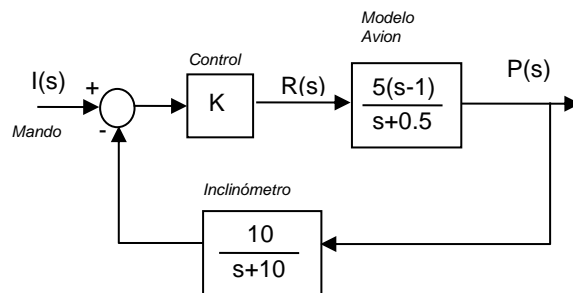 Modelo
Avion
Control
I(s)
+
-
Mando
K
R(s)
5(s-1)
s+0.5
P(s)
Inclinómetro
10
s+10